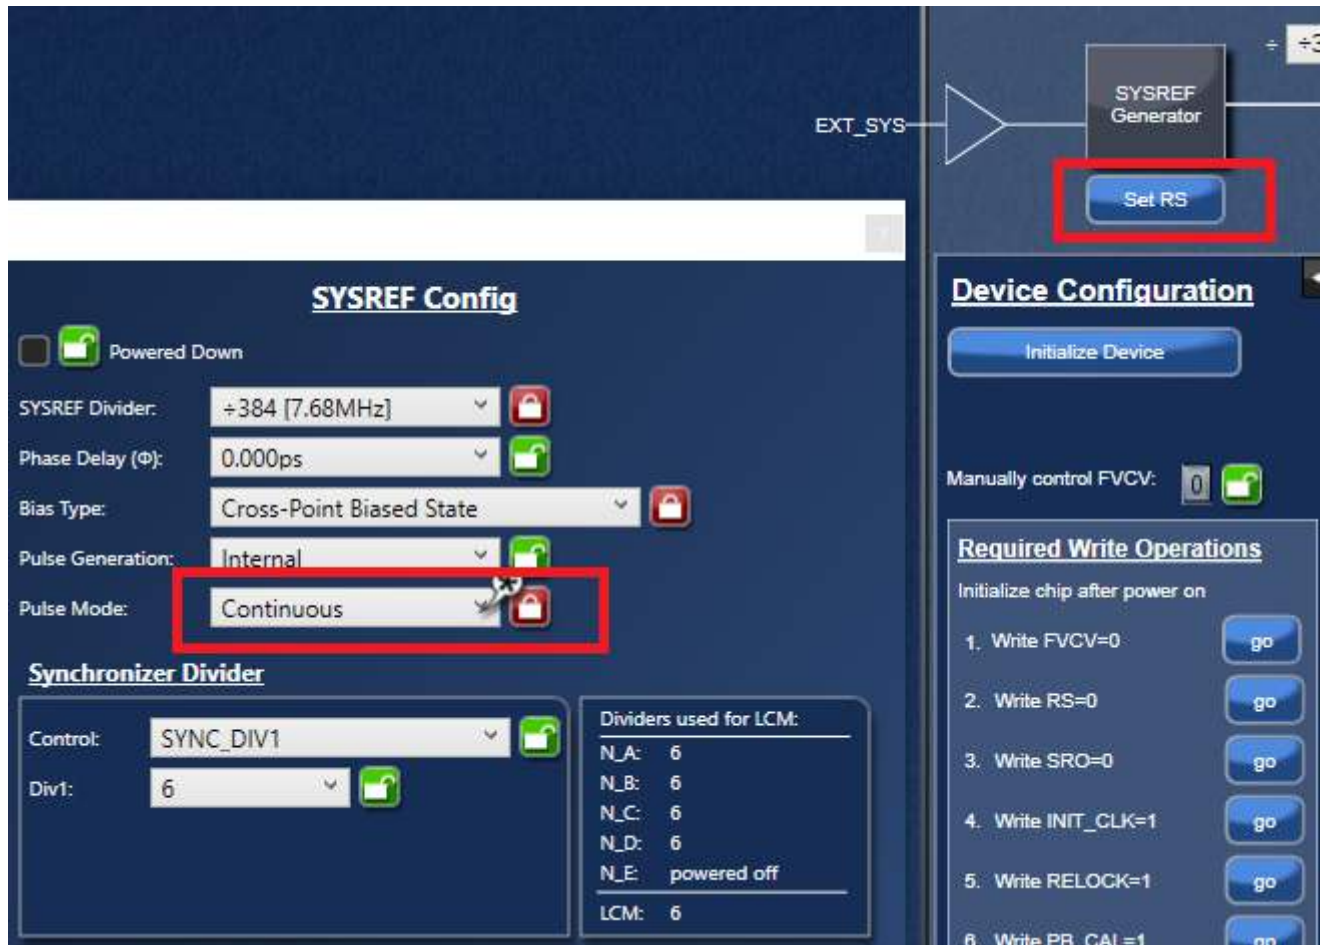 ÷ ÷3
SYSREF
Generator
EXT_SYS
Set RS
SYSREF Config
Powered Down
SYSREF Divider: ÷384 [7.68MHz]
Phase Delay (Φ): 0.000ps
Bias Type: Cross-Point Biased State
Pulse Generation: Internal
Pulse Mode: Continuous
Synchronizer Divider
Control: SYNC_DIV1
Div1: 6
Dividers used for LCM:
N_A: 6
N_B: 6
N_C: 6
N_D: 6
N_E: powered off
LCM: 6
Device Configuration
Initialize Device
Manually control FVCV: 0
Required Write Operations
Initialize chip after power on
1. Write FVCV=0 go
2. Write RS=0 go
3. Write SRO=0 go
4. Write INIT_CLK=1 go
5. Write RELOCK=1 go
6. Write PB_CAL=1 go